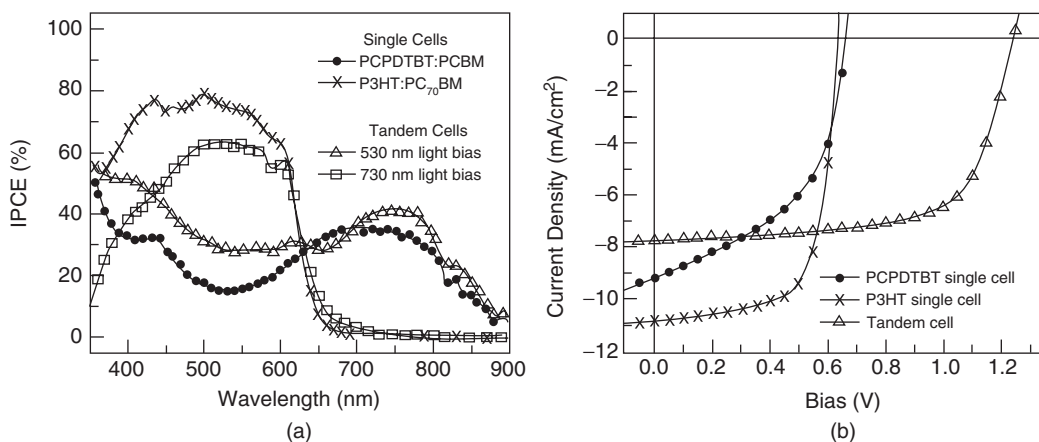 100
80
60
40
20
0
IPCE (%)
400 500 600 700 800 900
Wavelength (nm)
(a)
Single Cells
PCPDTBT:PCBM
P3HT:PC70BM
Tandem Cells
530 nm light bias
730 nm light bias
0
−2
−4
−6
−8
−10
−12
Current Density (mA/cm2)
0.0 0.2 0.4 0.6 0.8 1.0 1.2
Bias (V)
(b)
PCPDTBT single cell
P3HT single cell
Tandem cell